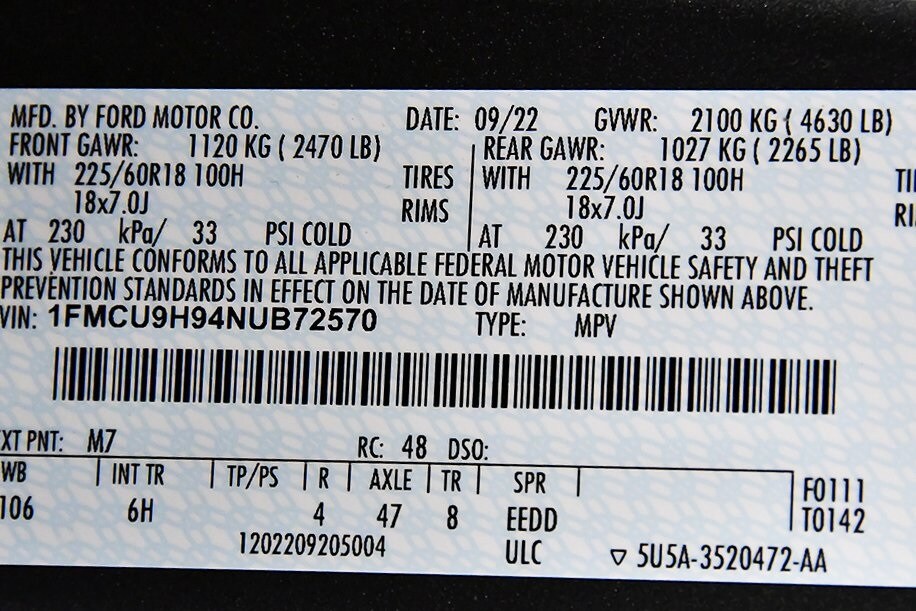 MFD. BY FORD MOTOR CO. DATE: 09/22 GVWR: 2100 KG ( 4630 LB)
FRONT GAWR: 1120 KG ( 2470 LB) REAR GAWR: 1027 KG ( 2265 LB)
WITH 225/60R18 100H TIRES WITH 225/60R18 100H TI
18x7.0J RIMS 18x7.0J RI
AT 230 kPa/ 33 PSI COLD AT 230 kPa/ 33 PSI COLD
THIS VEHICLE CONFORMS TO ALL APPLICABLE FEDERAL MOTOR VEHICLE SAFETY AND THEFT
PREVENTION STANDARDS IN EFFECT ON THE DATE OF MANUFACTURE SHOWN ABOVE.
VIN: 1FMCU9H94NUB72570 TYPE: MPV
XT PNT: M7 RC: 48 DSO:
WB INT TR TP/PS R AXLE TR SPR F0111
106 6H 4 47 8 EEDD T0142
1202209205004 ULC ▽ 5U5A-3520472-AA